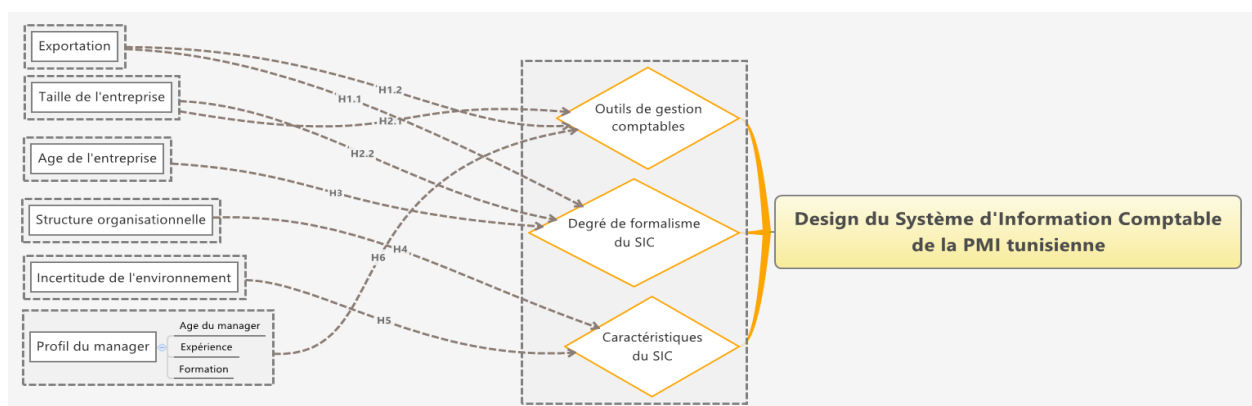 Exportation
Taille de l'entreprise
Age de l'entreprise
Structure organisationnelle
Incertitude de l'environnement
Profil du manager
Age du manager
Expérience
Formation
H1.2
H1.1
H2.1
H2.2
H3
H4
H6
H5
Outils de gestion
comptables
Degré de formalisme
du SIC
Caractéristiques
du SIC
Design du Système d'Information Comptable
de la PMI tunisienne